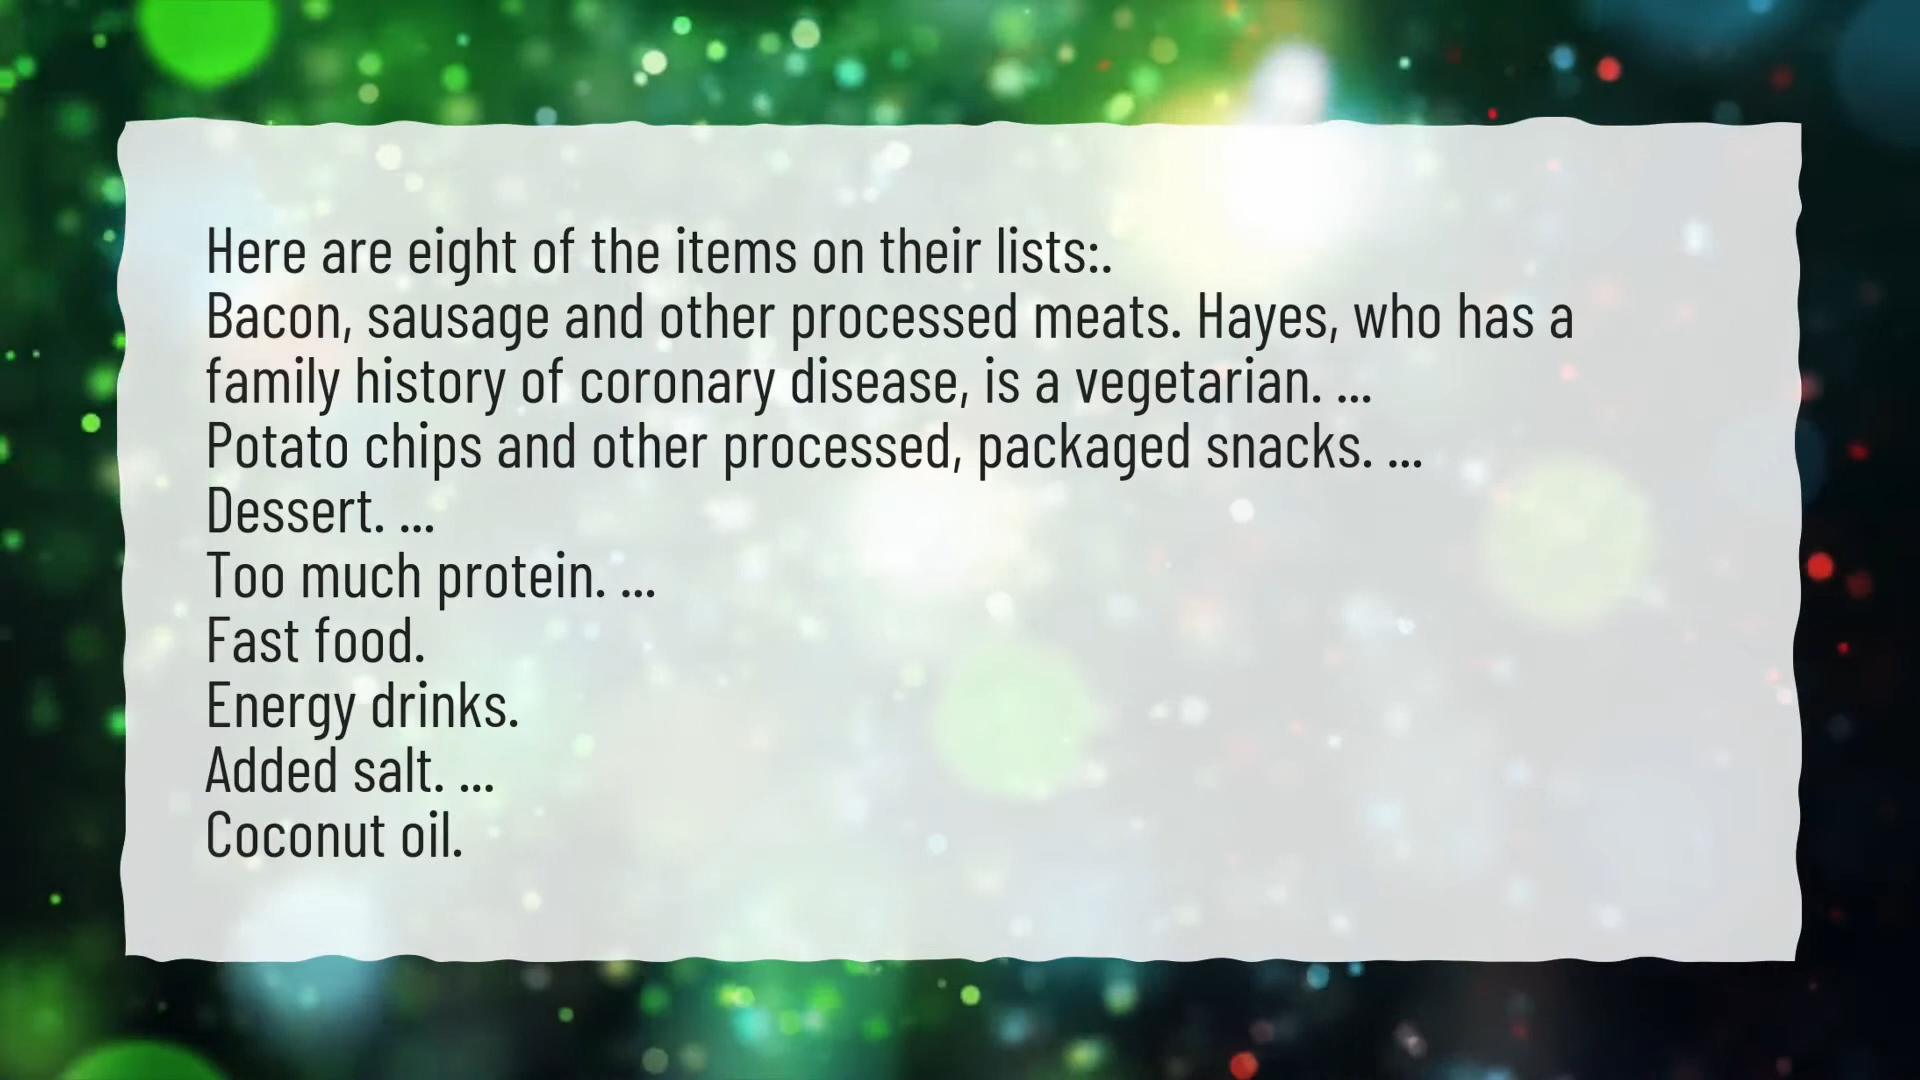 Here are eight of the items on their lists:.
Bacon, sausage and other processed meats. Hayes, who has a
family history of coronary disease, is a vegetarian. ...
Potato chips and other processed, packaged snacks. ...
Dessert. ...
Too much protein. ...
Fast food.
Energy drinks.
Added salt. ...
Coconut oil.